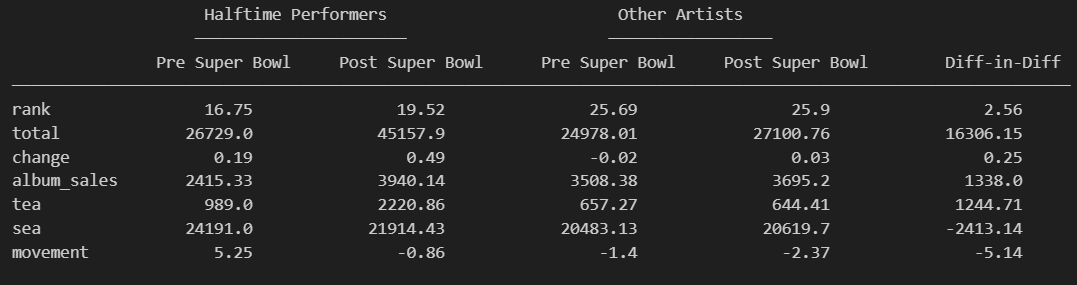 Halftime Performers Other Artists
Pre Super Bowl Post Super Bowl Pre Super Bowl Post Super Bowl Diff-in-Diff
rank 16.75 19.52 25.69 25.9 2.56
total 26729.0 45157.9 24978.01 27100.76 16306.15
change 0.19 0.49 -0.02 0.03 0.25
album_sales 2415.33 3940.14 3508.38 3695.2 1338.0
tea 989.0 2220.86 657.27 644.41 1244.71
sea 24191.0 21914.43 20483.13 20619.7 -2413.14
movement 5.25 -0.86 -1.4 -2.37 -5.14